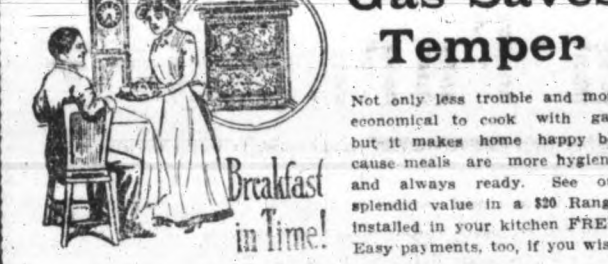 Gas Saves
Temper
Not only less trouble and mo
economical to cook with ga
but it makes home happy b
cause meals are more hygien
and always ready. See o
splendid value in a $20 Rang
installed in your kitchen FRE
Easy payments, too, if you wis
Breakfast
in Time!